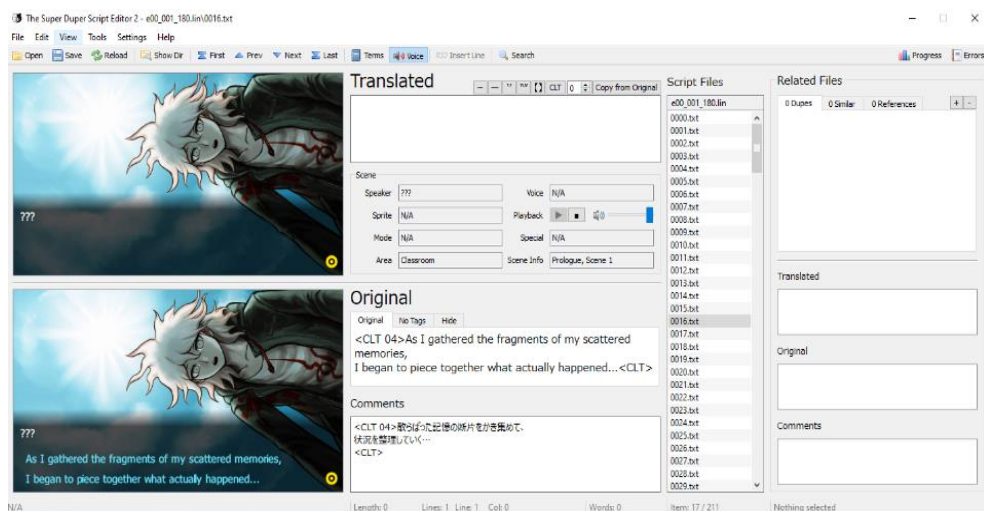 The Super Duper Script Editor 2 - e00_001_180.lin\0016.txt
File Edit View Tools Settings Help
Open Save Reload Show Dir First Prev Next Last Terms Voice Insert Line Search Progress Errors
???
Translated
CLT 0 Copy from Original
Scene
Speaker ??? Voice N/A
Sprite N/A Playback
Mode N/A Special N/A
Area Classroom Scene Info Prologue, Scene 1
???
As I gathered the fragments of my scattered memories,
I began to piece together what actually happened...
Original
Original No Tags Hide
<CLT 04>As I gathered the fragments of my scattered
memories,
I began to piece together what actually happened...<CLT>
Comments
<CLT 04>散らばった記憶の断片をかき集めて、
状況を整理していく…
<CLT>
Script Files
e00_001_180.lin
0000.txt
0001.txt
0002.txt
0003.txt
0004.txt
0005.txt
0006.txt
0007.txt
0008.txt
0009.txt
0010.txt
0011.txt
0012.txt
0013.txt
0014.txt
0015.txt
0016.txt
0017.txt
0018.txt
0019.txt
0020.txt
0021.txt
0022.txt
0023.txt
0024.txt
0025.txt
0026.txt
0027.txt
0028.txt
0029.txt
Related Files
0 Dupes 0 Similar 0 References + -
Translated
Original
Comments
N/A Length: 0 Lines: 1 Line: 1 Col: 0 Words: 0 Item: 17 / 211 Nothing selected